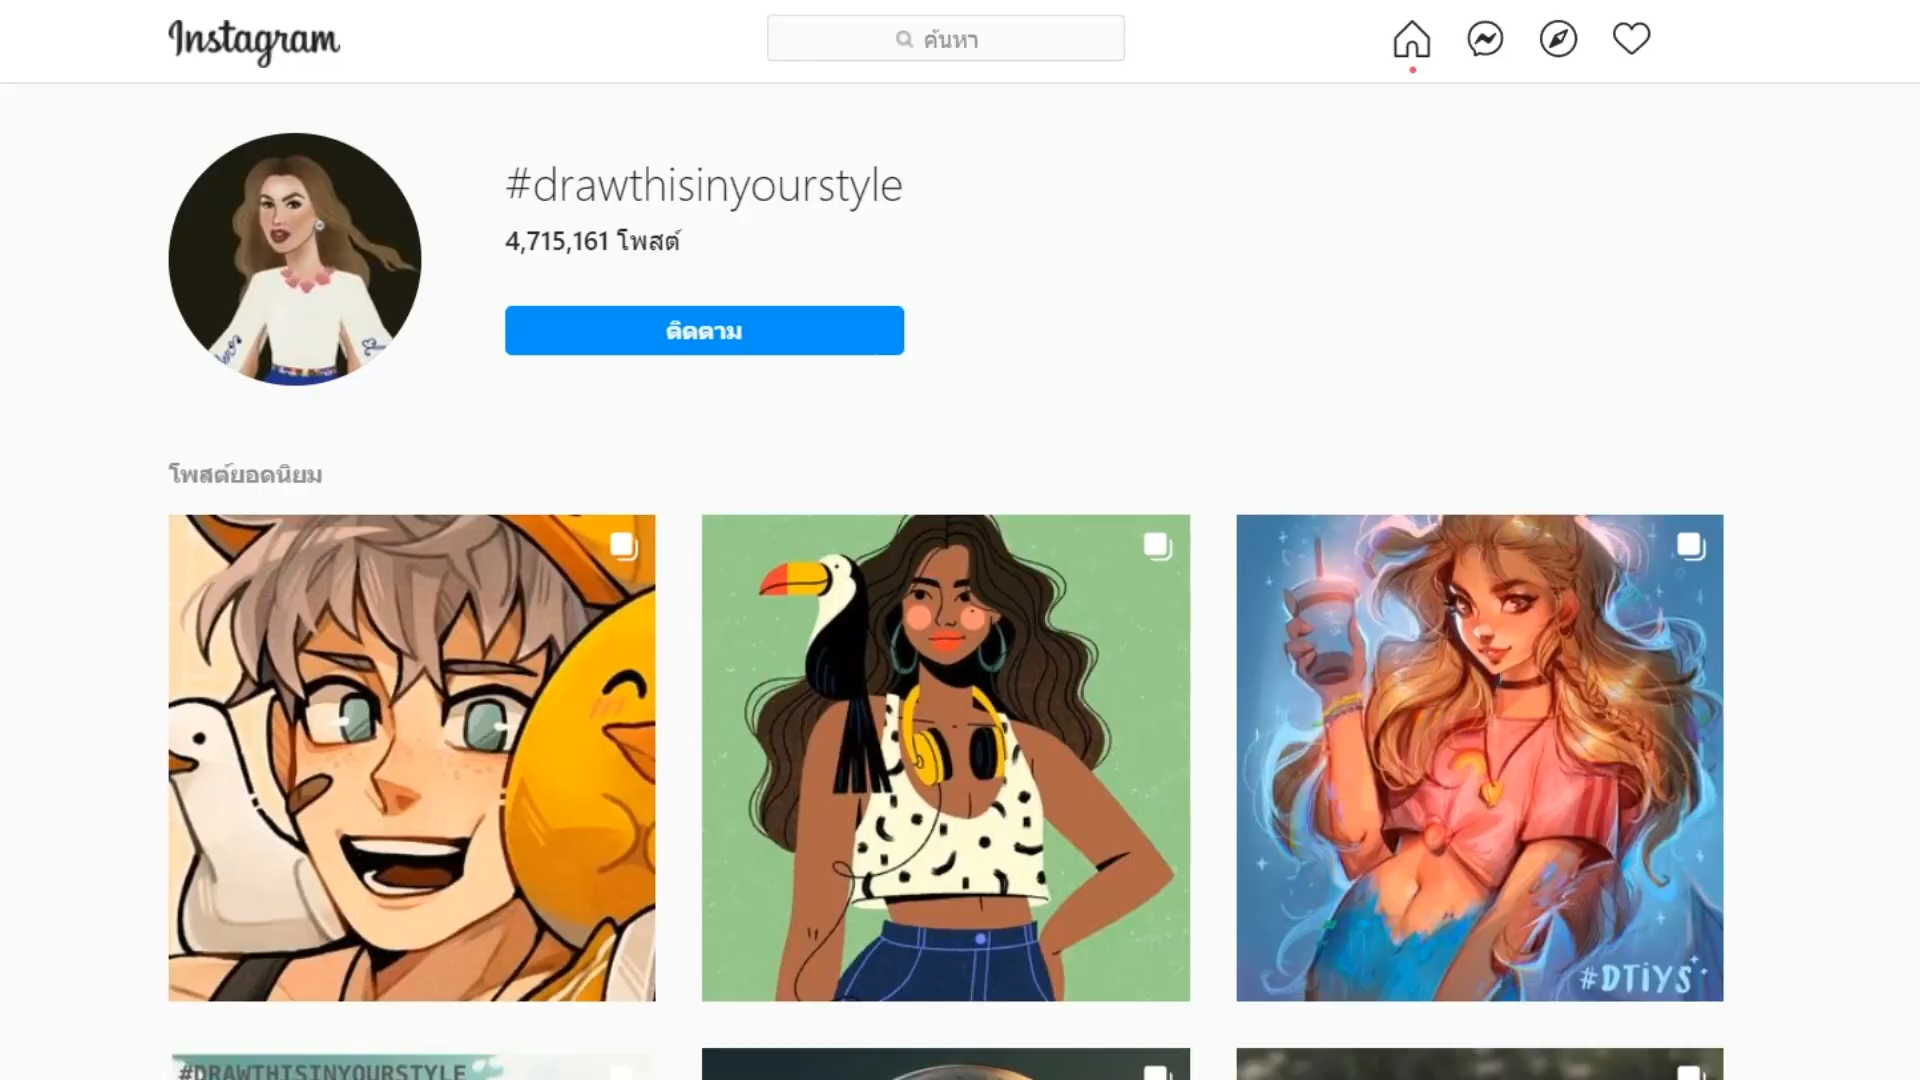 Instagram
ค้นหา
#drawthisinyourstyle
4,715,161 โพสต์
ติดตาม
โพสต์ยอดนิยม
#DTiYS
#DRAWTHISINYOURSTYLE